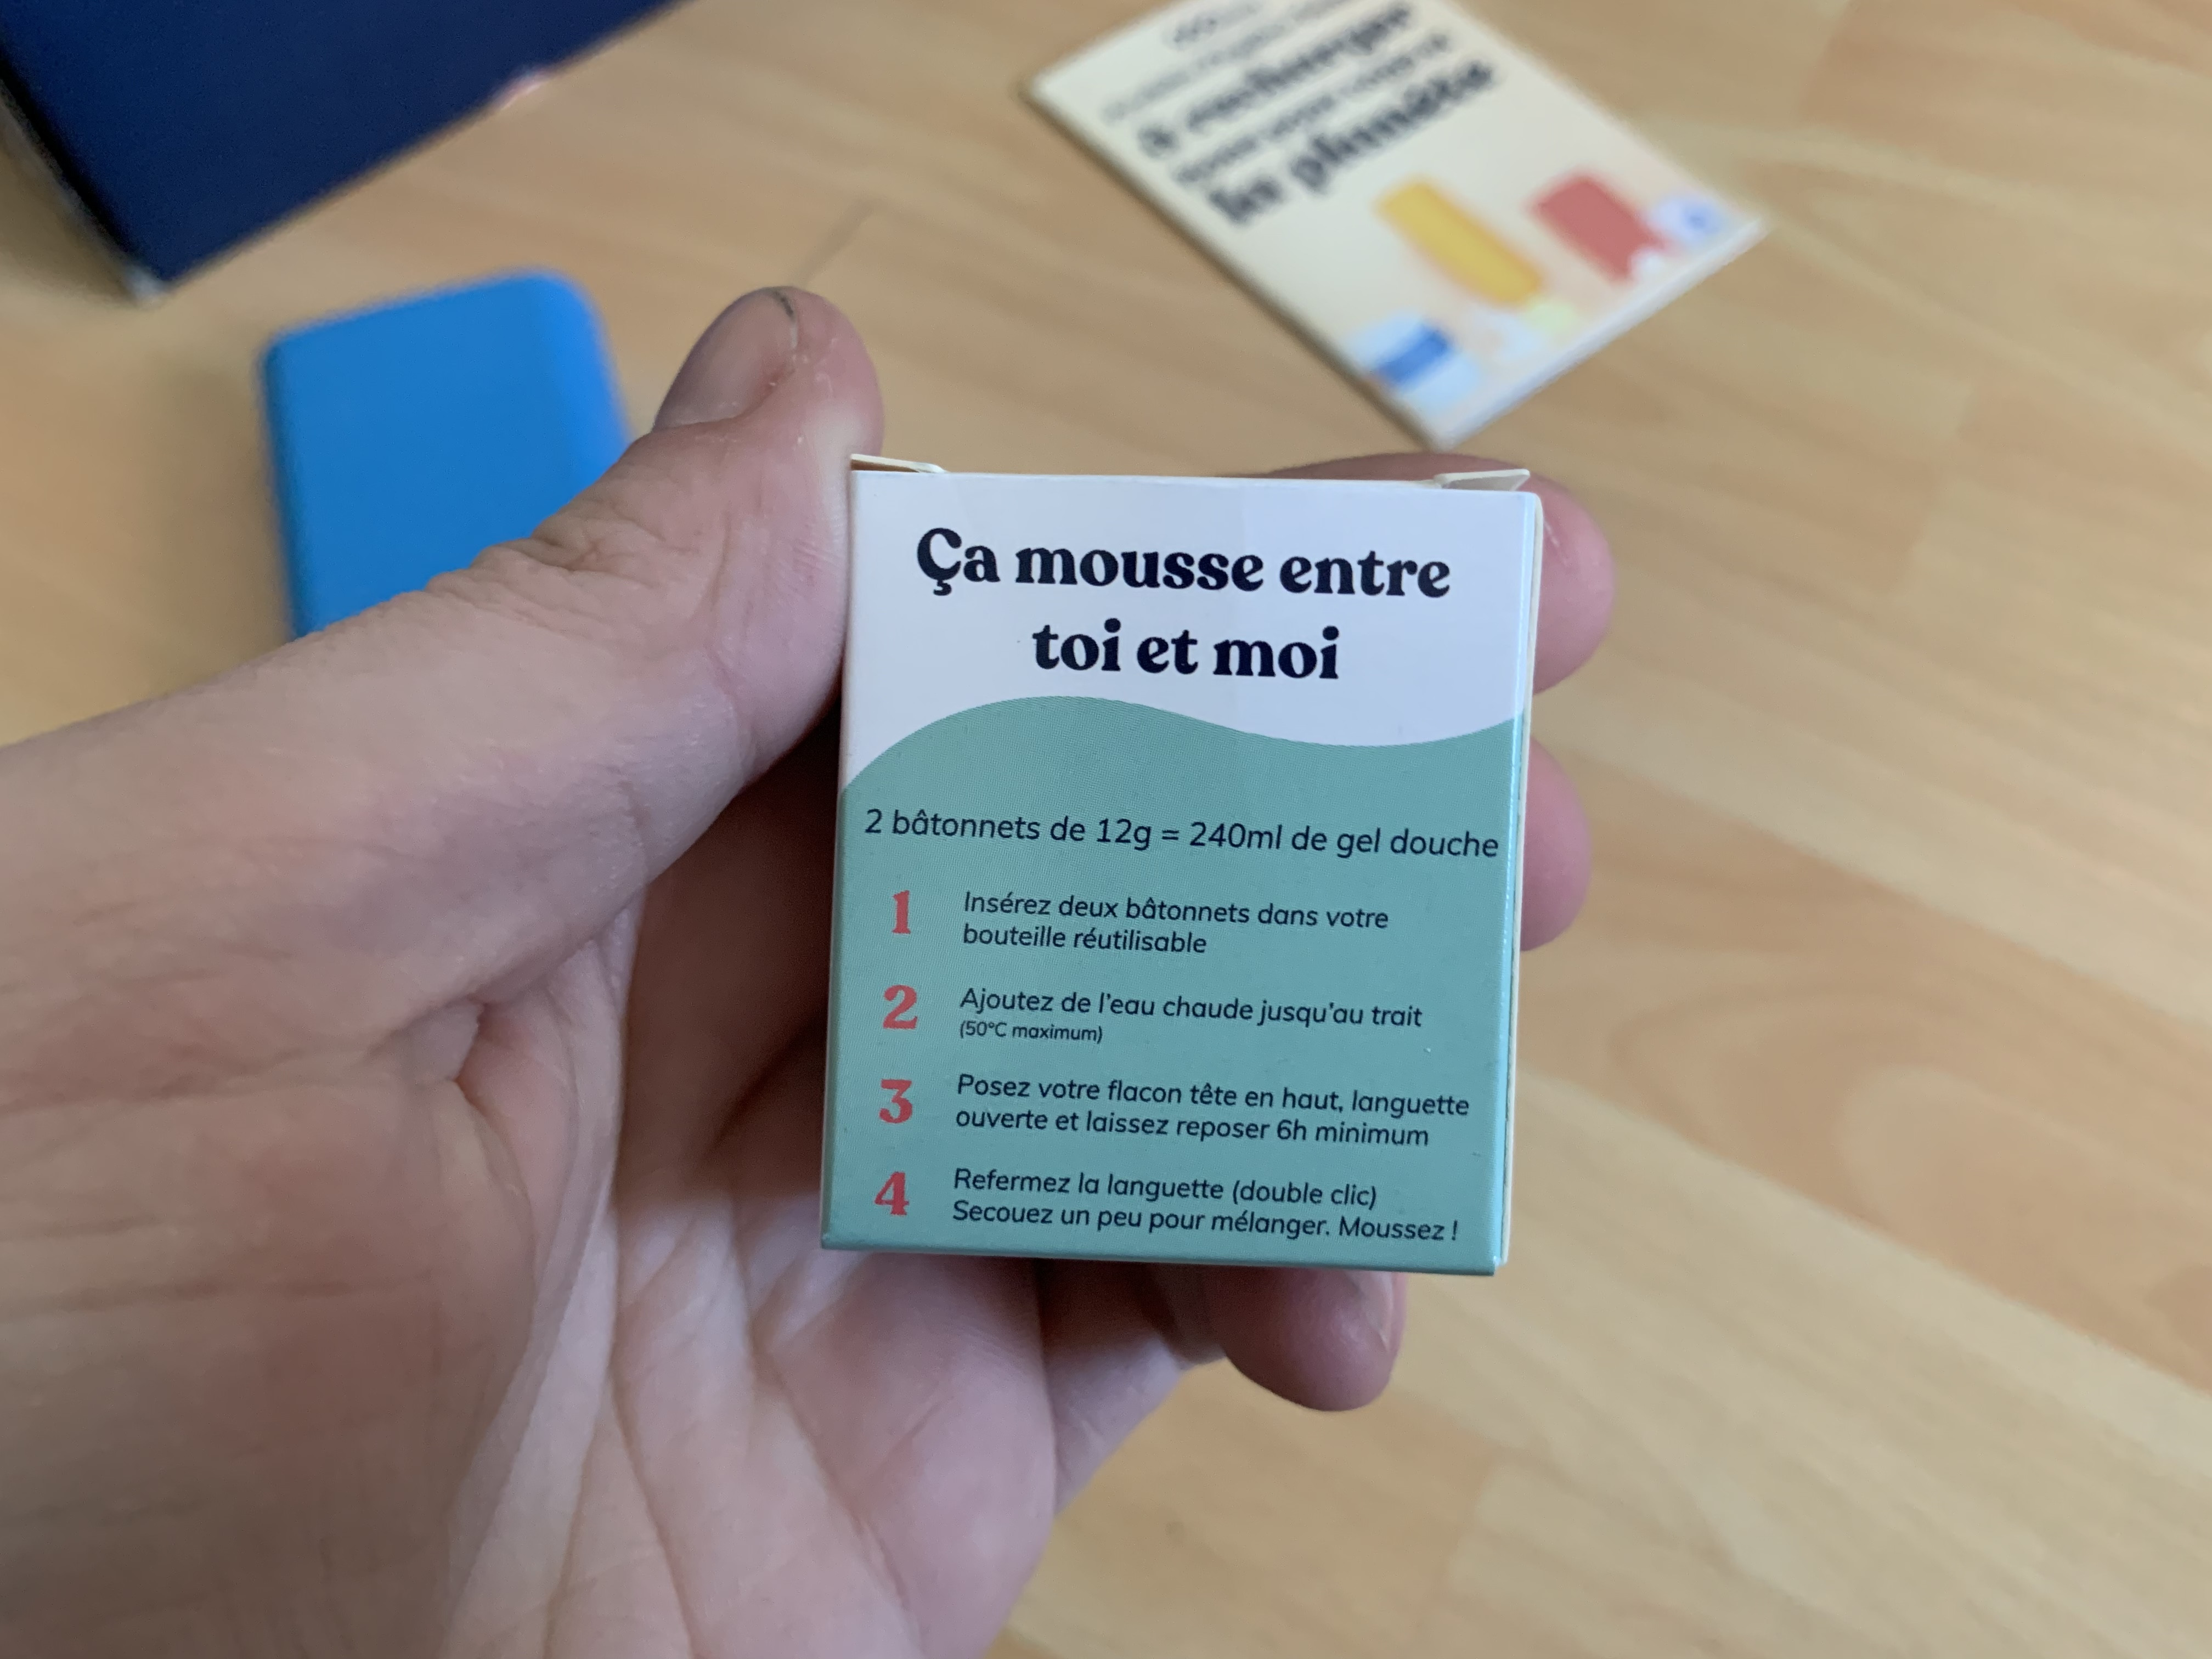 à recharge
la planète
Ça mousse entre
toi et moi
2 bâtonnets de 12g = 240ml de gel douche
1 Insérez deux bâtonnets dans votre
bouteille réutilisable
2 Ajoutez de l'eau chaude jusqu'au trait
(50°C maximum)
3 Posez votre flacon tête en haut, languette
ouverte et laissez reposer 6h minimum
4 Refermez la languette (double clic)
Secouez un peu pour mélanger. Moussez !